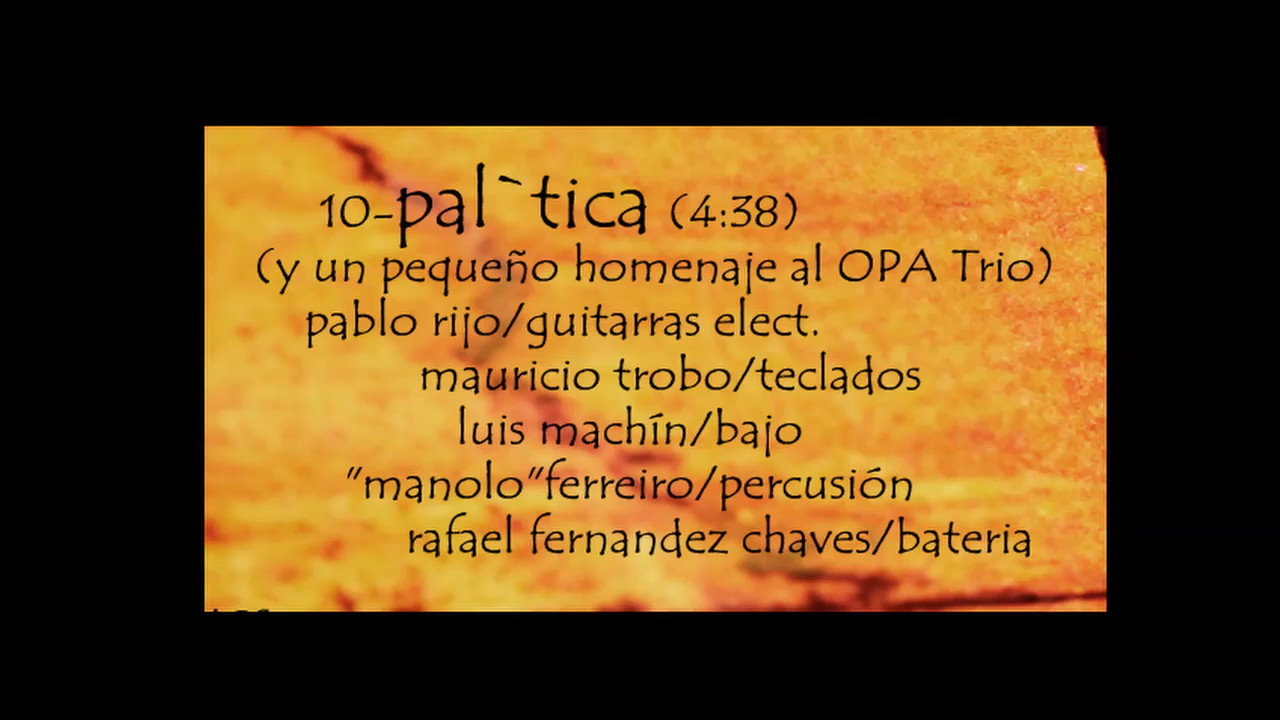 10-pal`tica (4:38)
(y un pequeño homenaje al OPA Trio)
pablo rijo/guitarras elect.
mauricio trobo/teclados
luis machín/bajo
"manolo"ferreiro/percusión
rafael fernandez chaves/bateria